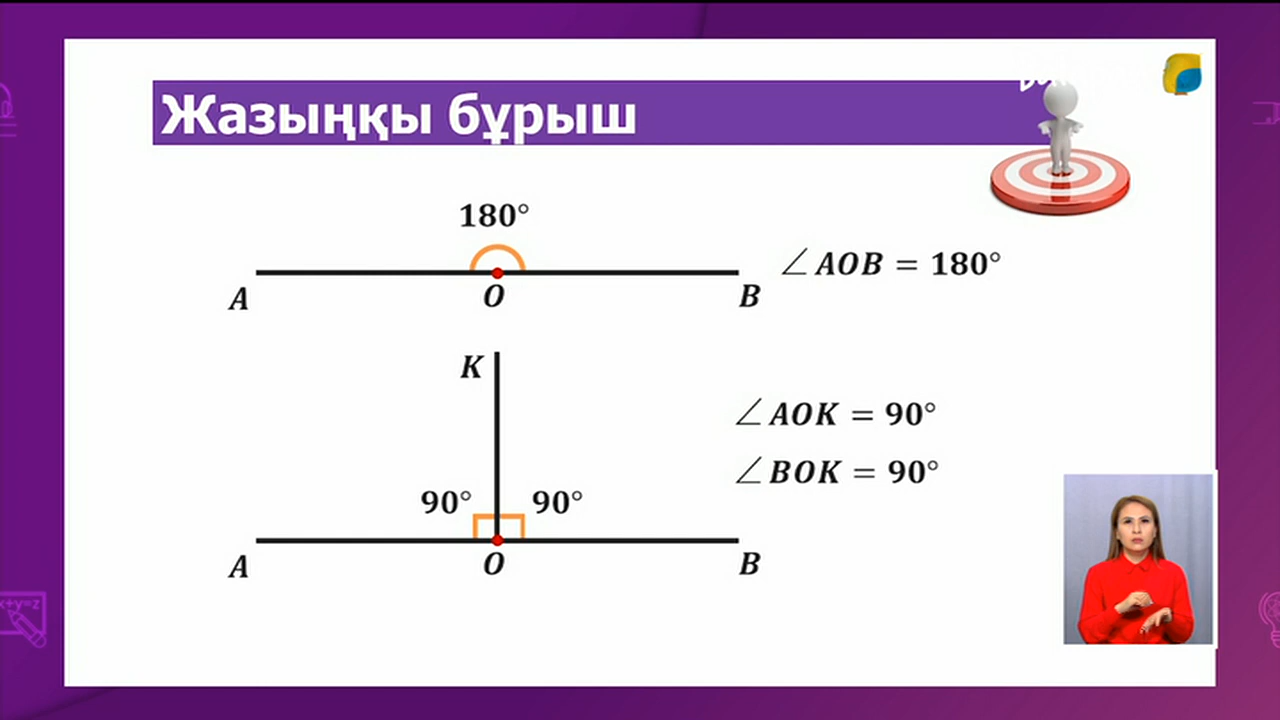 Жазыңқы бұрыш
180°
∠AOB = 180°
A
O
B
K
∠AOK = 90°
∠BOK = 90°
90°
90°
A
O
B
x+y=z